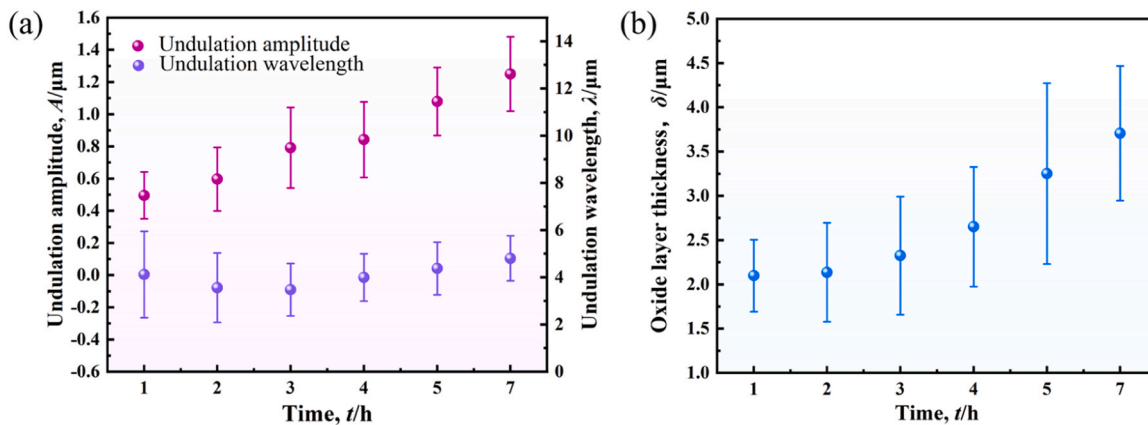 (a)
Undulation amplitude
Undulation wavelength
Undulation amplitude, A/μm
1.6
1.4
1.2
1.0
0.8
0.6
0.4
0.2
0.0
-0.2
-0.4
-0.6
14
12
10
8
6
4
2
0
Undulation wavelength, λ/μm
1 2 3 4 5 7
Time, t/h
(b)
Oxide layer thickness, δ/μm
5.0
4.5
4.0
3.5
3.0
2.5
2.0
1.5
1.0
1 2 3 4 5 7
Time, t/h